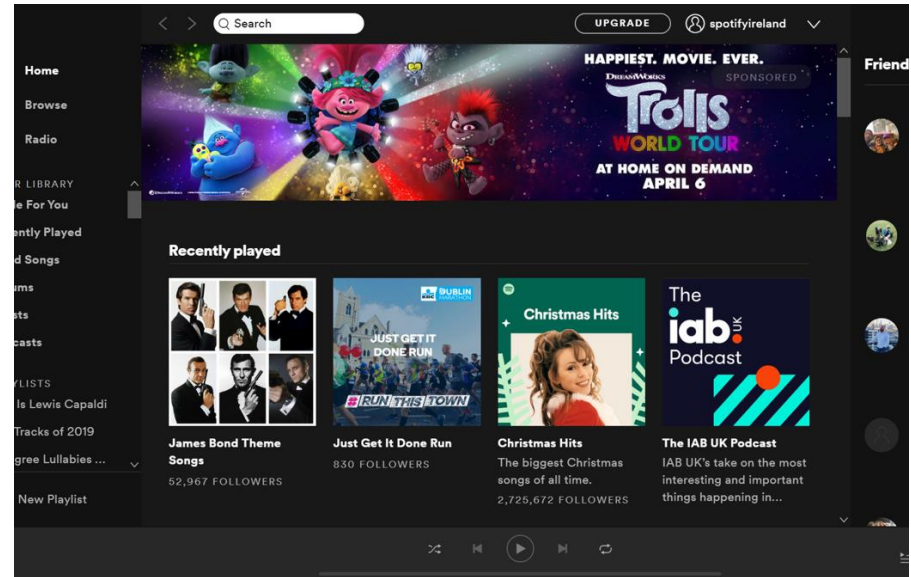 Search
UPGRADE
spotifyireland
Home
Browse
Radio
R LIBRARY
e For You
ently Played
d Songs
ums
sts
casts
YLISTS
Is Lewis Capaldi
Tracks of 2019
gree Lullabies ...
New Playlist
HAPPIEST. MOVIE. EVER.
SPONSORED
DREAMWORKS
TROLLS
WORLD TOUR
AT HOME ON DEMAND
APRIL 6
Recently played
KBC DUBLIN
MARATHON
JUST GET IT
DONE RUN
# RUN THIS TOWN
Christmas Hits
The
iab UK
Podcast
James Bond Theme
Songs
52,967 FOLLOWERS
Just Get It Done Run
830 FOLLOWERS
Christmas Hits
The biggest Christmas
songs of all time.
2,725,672 FOLLOWERS
The IAB UK Podcast
IAB UK's take on the most
interesting and important
things happening in...
Friend